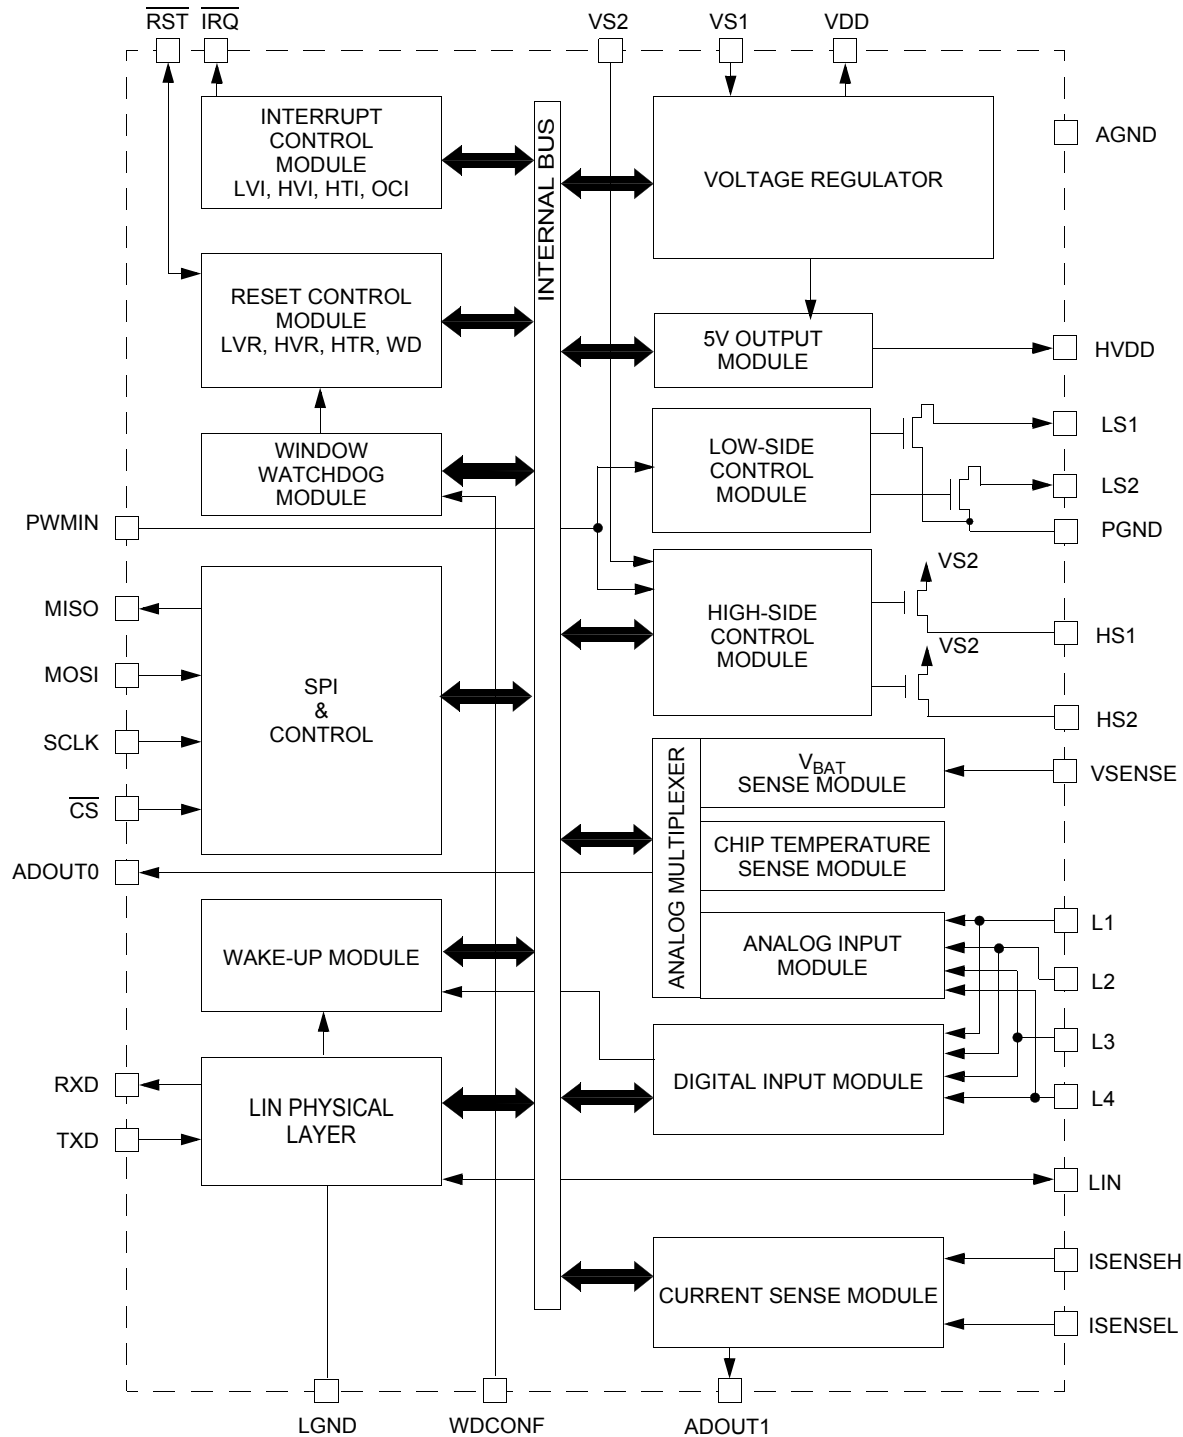 RST
IRQ
VS2
VS1
VDD
INTERRUPT
CONTROL
MODULE
LVI, HVI, HTI, OCI
INTERNAL BUS
VOLTAGE REGULATOR
AGND
RESET CONTROL
MODULE
LVR, HVR, HTR, WD
5V OUTPUT
MODULE
HVDD
WINDOW
WATCHDOG
MODULE
LOW-SIDE
CONTROL
MODULE
LS1
LS2
PGND
PWMIN
MISO
MOSI
SCLK
CS
SPI
&
CONTROL
HIGH-SIDE
CONTROL
MODULE
VS2
HS1
VS2
HS2
ANALOG MULTIPLEXER
VBAT
SENSE MODULE
VSENSE
CHIP TEMPERATURE
SENSE MODULE
ADOUT0
WAKE-UP MODULE
ANALOG INPUT
MODULE
L1
L2
L3
L4
DIGITAL INPUT MODULE
RXD
TXD
LIN PHYSICAL
LAYER
LIN
CURRENT SENSE MODULE
ISENSEH
ISENSEL
LGND
WDCONF
ADOUT1